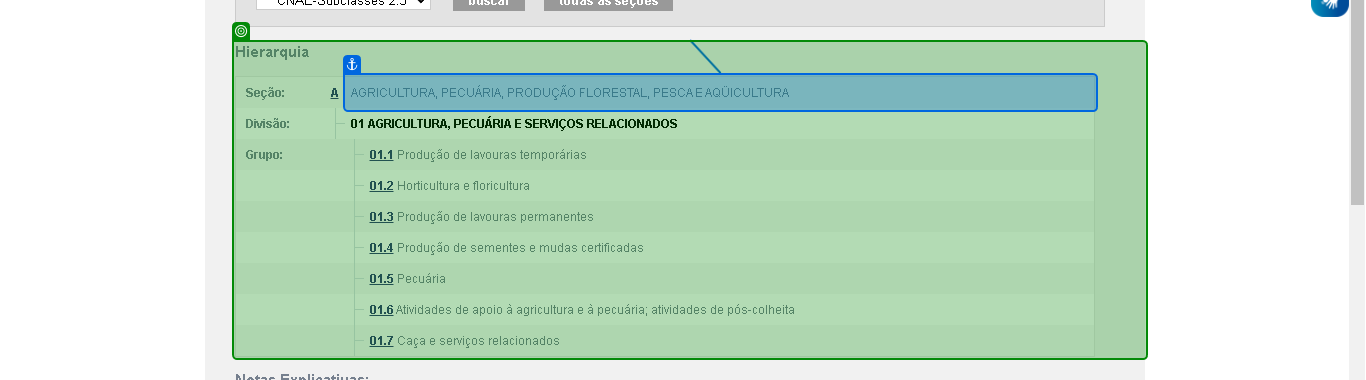 CNAE-Subclasses 2.3 buscar todas as seções
Hierarquia
Seção: A AGRICULTURA, PECUÁRIA, PRODUÇÃO FLORESTAL, PESCA E AQÜICULTURA
Divisão: 01 AGRICULTURA, PECUÁRIA E SERVIÇOS RELACIONADOS
Grupo: 01.1 Produção de lavouras temporárias
01.2 Horticultura e floricultura
01.3 Produção de lavouras permanentes
01.4 Produção de sementes e mudas certificadas
01.5 Pecuária
01.6 Atividades de apoio à agricultura e à pecuária; atividades de pós-colheita
01.7 Caça e serviços relacionados
Notas Explicativas: